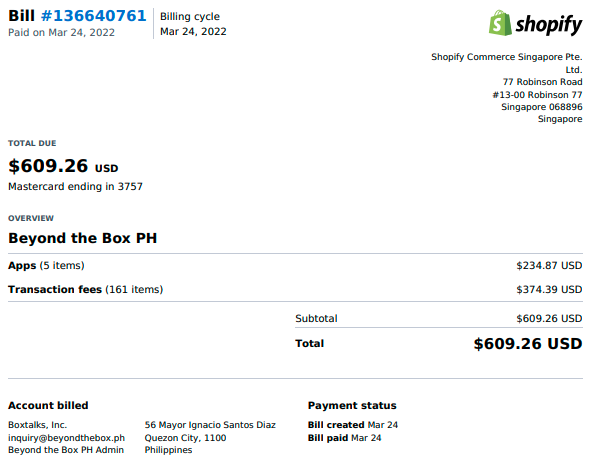 Bill #136640761
Paid on Mar 24, 2022
Billing cycle
Mar 24, 2022
shopify
Shopify Commerce Singapore Pte.
Ltd.
77 Robinson Road
#13-00 Robinson 77
Singapore 068896
Singapore
TOTAL DUE
$609.26 USD
Mastercard ending in 3757
OVERVIEW
Beyond the Box PH
Apps (5 items) $234.87 USD
Transaction fees (161 items) $374.39 USD
Subtotal $609.26 USD
Total $609.26 USD
Account billed
Boxtalks, Inc.
inquiry@beyondthebox.ph
Beyond the Box PH Admin
56 Mayor Ignacio Santos Diaz
Quezon City, 1100
Philippines
Payment status
Bill created Mar 24
Bill paid Mar 24